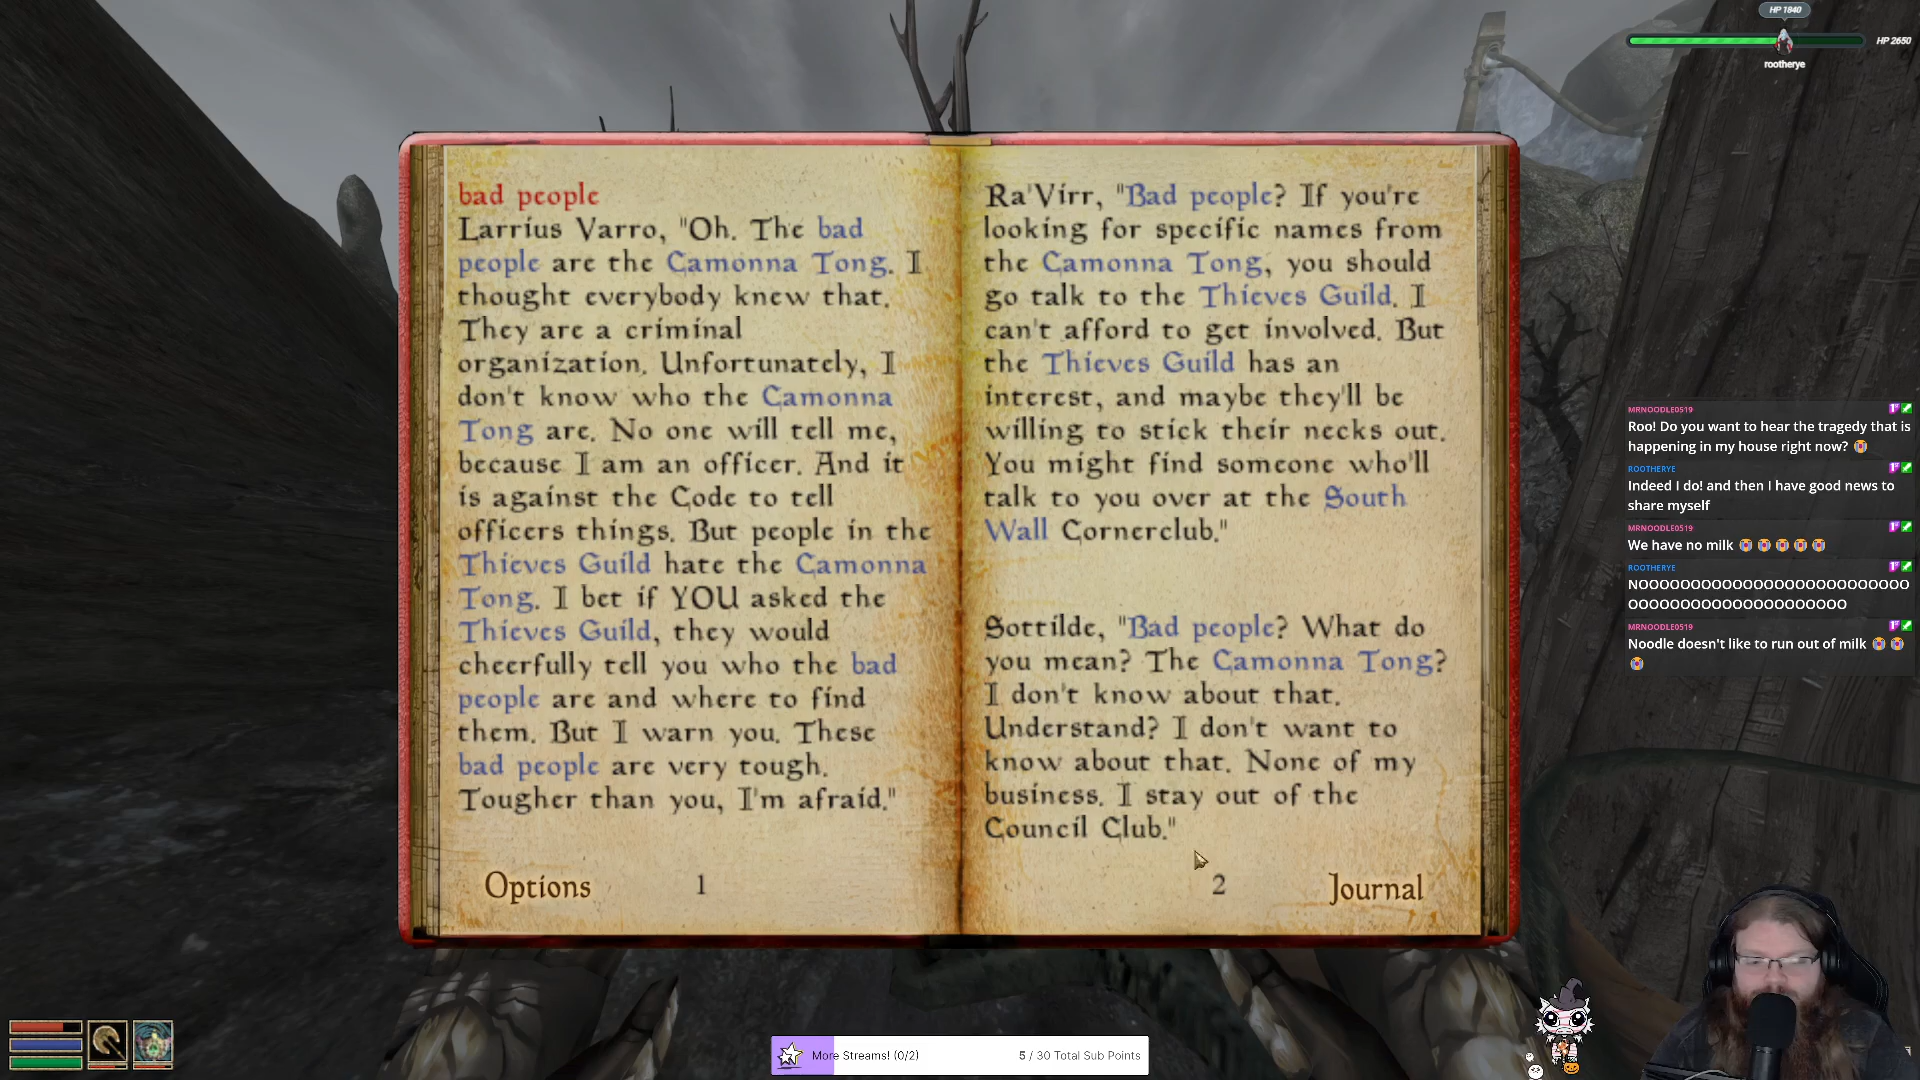 HP 1840
HP 2650
rootherye
bad people
Larrius Varro, "Oh. The bad
people are the Camonna Tong. I
thought everybody knew that.
They are a criminal
organization. Unfortunately, I
don't know who the Camonna
Tong are. No one will tell me,
because I am an officer. And it
is against the Code to tell
officers things. But people in the
Thieves Guild hate the Camonna
Tong. I bet if YOU asked the
Thieves Guild, they would
cheerfully tell you who the bad
people are and where to find
them. But I warn you. These
bad people are very tough.
Tougher than you, I'm afraid."
Options
1
Ra'Virr, "Bad people? If you're
looking for specific names from
the Camonna Tong, you should
go talk to the Thieves Guild. I
can't afford to get involved. But
the Thieves Guild has an
interest, and maybe they'll be
willing to stick their necks out.
You might find someone who'll
talk to you over at the South
Wall Cornerclub."
Sottilde, "Bad people? What do
you mean? The Camonna Tong?
I don't know about that.
Understand? I don't want to
know about that. None of my
business. I stay out of the
Council Club."
2
Journal
MRNOODLE0519
Roo! Do you want to hear the tragedy that is
happening in my house right now? 😭
ROOTHERYE
Indeed I do! and then I have good news to
share myself
MRNOODLE0519
We have no milk 😭 😭 😭 😭 😭
ROOTHERYE
NOOOOOOOOOOOOOOOOOOOOOOOOOO
OOOOOOOOOOOOOOOOOOOOO
MRNOODLE0519
Noodle doesn't like to run out of milk 😭 😭
😭
More Streams! (0/2)
5 / 30 Total Sub Points